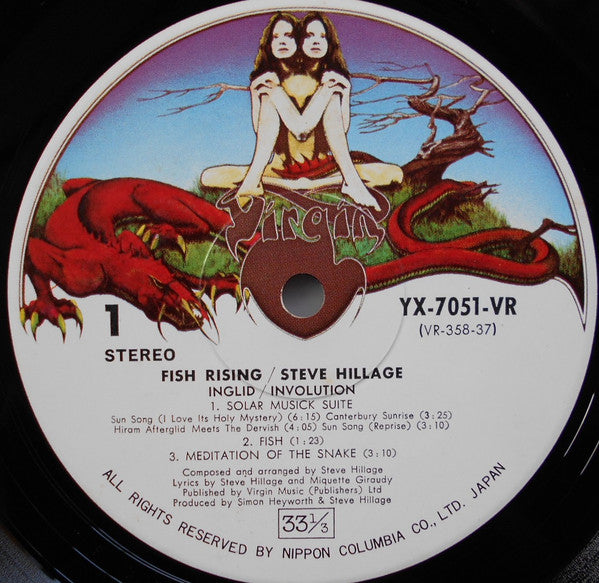 Virgin
1
STEREO
YX-7051-VR
(VR-358-37)
FISH RISING / STEVE HILLAGE
INGLID / INVOLUTION
1. SOLAR MUSICK SUITE
Sun Song (I Love Its Holy Mystery) (6:15) Canterbury Sunrise (3:25)
Hiram Afterglid Meets The Dervish (4:05) Sun Song (Reprise) (3:10)
2. FISH (1:23)
3. MEDITATION OF THE SNAKE (3:10)
Composed and arranged by Steve Hillage
Lyrics by Steve Hillage and Miquette Giraudy
Published by Virgin Music (Publishers) Ltd
Produced by Simon Heyworth & Steve Hillage
33 1/3
ALL RIGHTS RESERVED BY NIPPON COLUMBIA CO., LTD. JAPAN